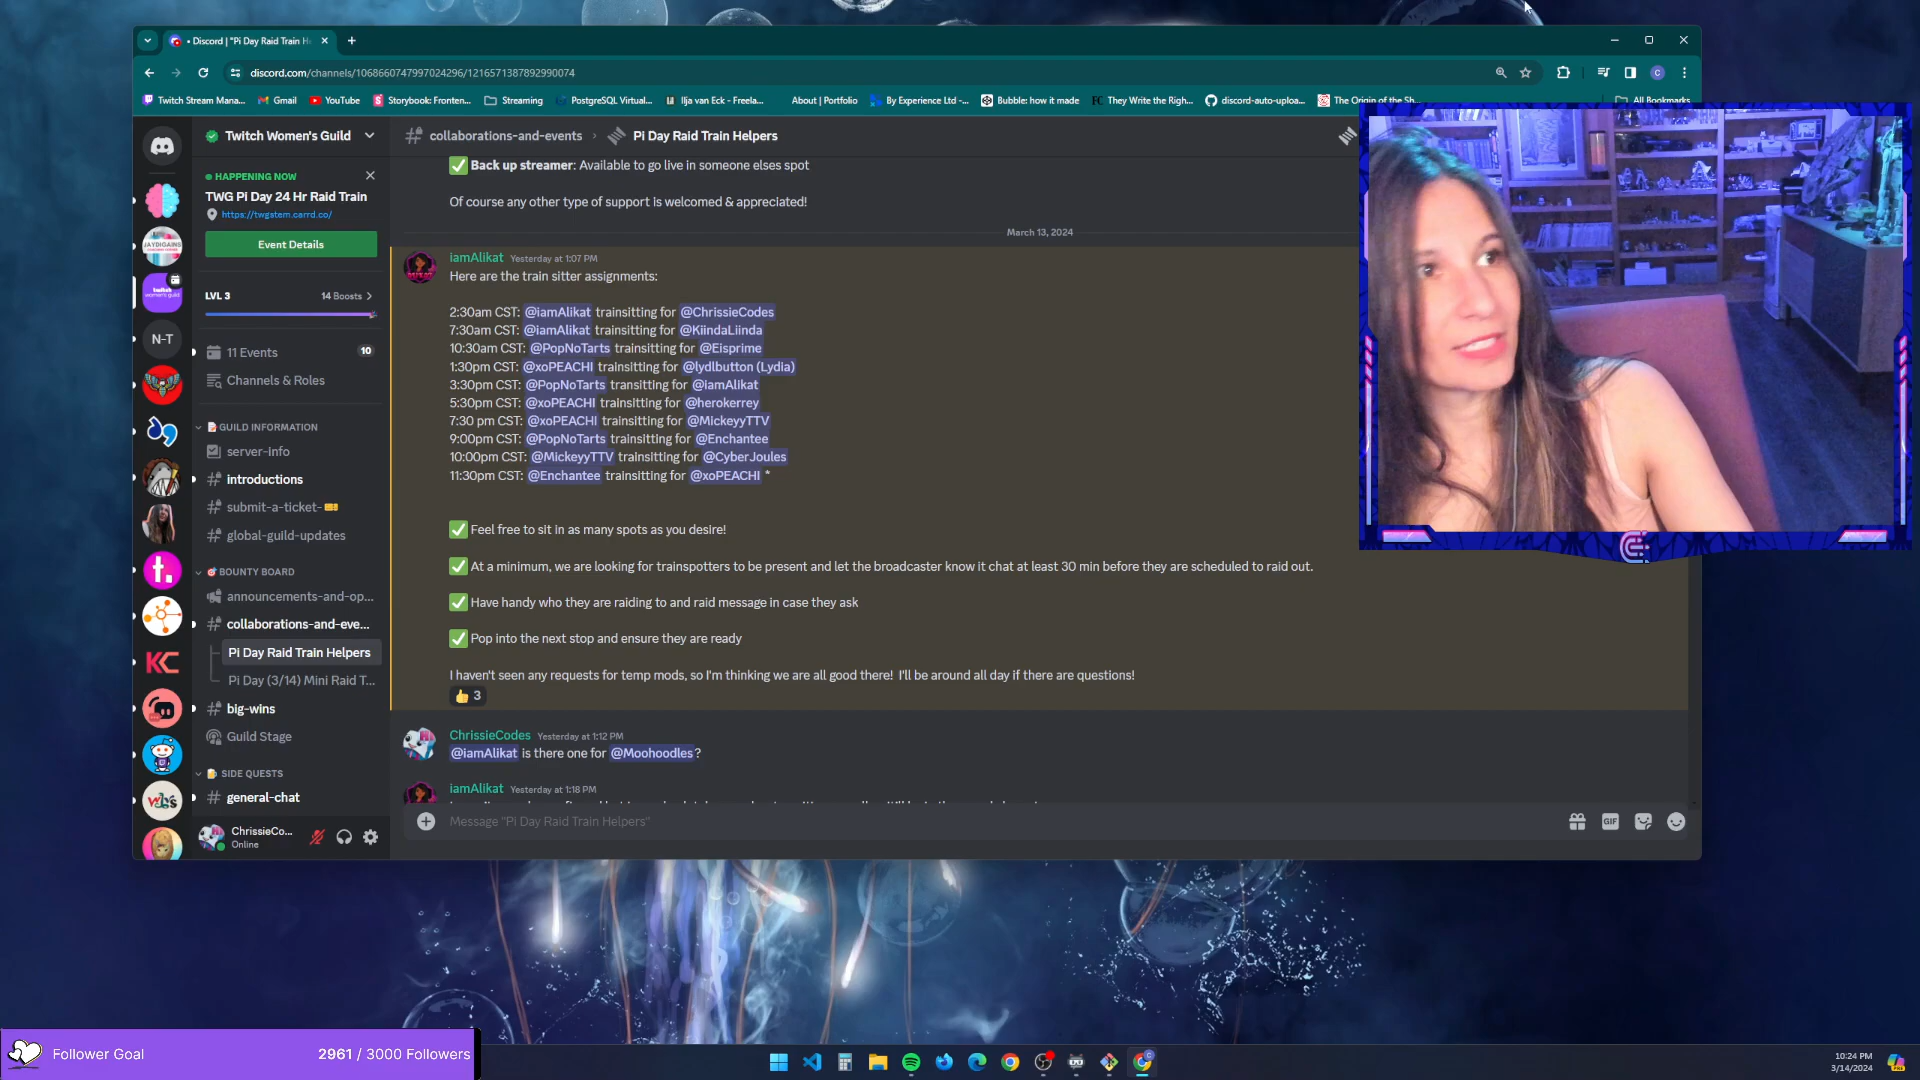 • Discord | "Pi Day Raid Train H
discord.com/channels/1068660747997024296/1216571387892990074
Twitch Stream Mana...
Gmail
YouTube
Storybook: Fronten...
Streaming
PostgreSQL Virtual...
Ilja van Eck - Freela...
About | Portfolio
By Experience Ltd -...
Bubble: how it made
FC They Write the Righ...
discord-auto-uploa...
The Origin of the Sh...
All Bookmarks
Twitch Women's Guild
collaborations-and-events
Pi Day Raid Train Helpers
HAPPENING NOW
TWG Pi Day 24 Hr Raid Train
https://twgstem.carrd.co/
Event Details
LVL 3
14 Boosts
11 Events
10
Channels & Roles
GUILD INFORMATION
server-info
introductions
submit-a-ticket-🎫
global-guild-updates
BOUNTY BOARD
announcements-and-op...
collaborations-and-eve...
Pi Day Raid Train Helpers
Pi Day (3/14) Mini Raid T...
big-wins
Guild Stage
SIDE QUESTS
general-chat
JAYDIGAINS
N-T
t.
KC
ChrissieCo...
Online
✅ Back up streamer: Available to go live in someone elses spot
Of course any other type of support is welcomed & appreciated!
March 13, 2024
iamAlikat Yesterday at 1:07 PM
Here are the train sitter assignments:
2:30am CST: @iamAlikat trainsitting for @ChrissieCodes
7:30am CST: @iamAlikat trainsitting for @KiindaLiinda
10:30am CST: @PopNoTarts trainsitting for @Eisprime
1:30pm CST: @xoPEACHI trainsitting for @lydlbutton (Lydia)
3:30pm CST: @PopNoTarts transitting for @iamAlikat
5:30pm CST: @xoPEACHI trainsitting for @herokerrey
7:30 pm CST: @xoPEACHI trainsitting for @MickeyyTTV
9:00pm CST: @PopNoTarts trainsitting for @Enchantee
10:00pm CST: @MickeyyTTV trainsitting for @CyberJoules
11:30pm CST: @Enchantee trainsitting for @xoPEACHI *
✅ Feel free to sit in as many spots as you desire!
✅ At a minimum, we are looking for trainspotters to be present and let the broadcaster know it chat at least 30 min before they are scheduled to raid out.
✅ Have handy who they are raiding to and raid message in case they ask
✅ Pop into the next stop and ensure they are ready
I haven't seen any requests for temp mods, so I'm thinking we are all good there! I'll be around all day if there are questions!
👍 3
ChrissieCodes Yesterday at 1:12 PM
@iamAlikat is there one for @Moohoodles?
iamAlikat Yesterday at 1:18 PM
Message "Pi Day Raid Train Helpers"
GIF
Follower Goal
2961 / 3000 Followers
10:24 PM
3/14/2024